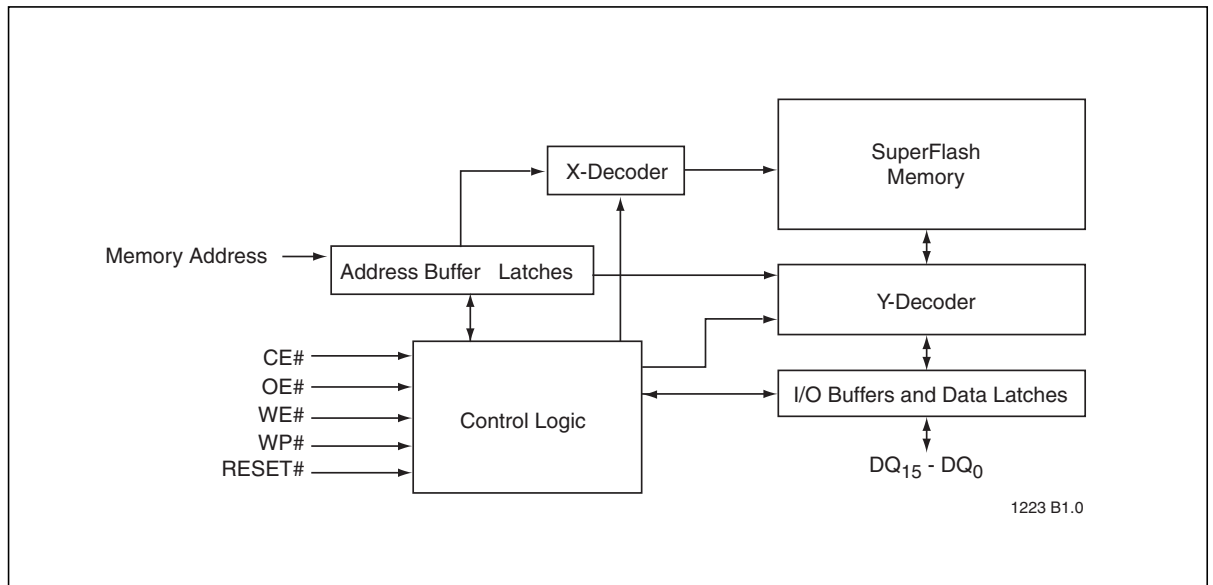 SuperFlash
Memory
X-Decoder
Memory Address
Address Buffer Latches
Y-Decoder
CE#
OE#
WE#
WP#
RESET#
Control Logic
I/O Buffers and Data Latches
DQ15 - DQ0
1223 B1.0